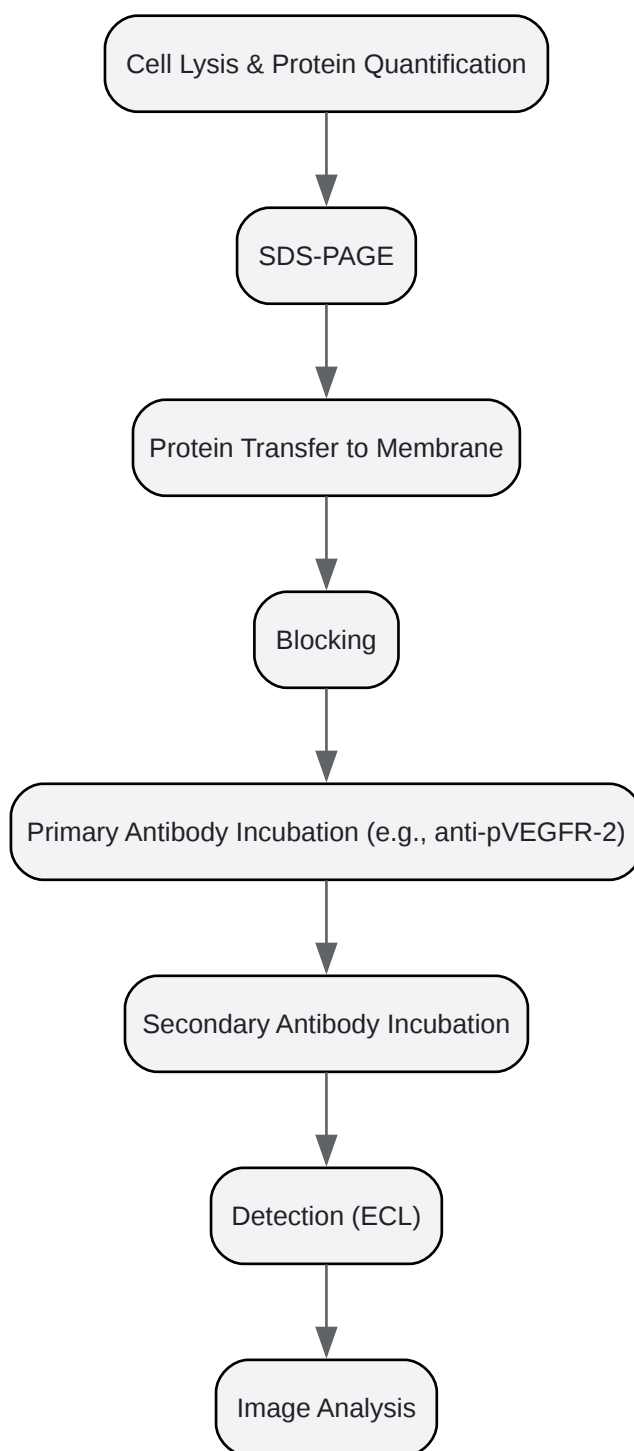 Cell Lysis & Protein Quantification
SDS-PAGE
Protein Transfer to Membrane
Blocking
Primary Antibody Incubation (e.g., anti-pVEGFR-2)
Secondary Antibody Incubation
Detection (ECL)
Image Analysis